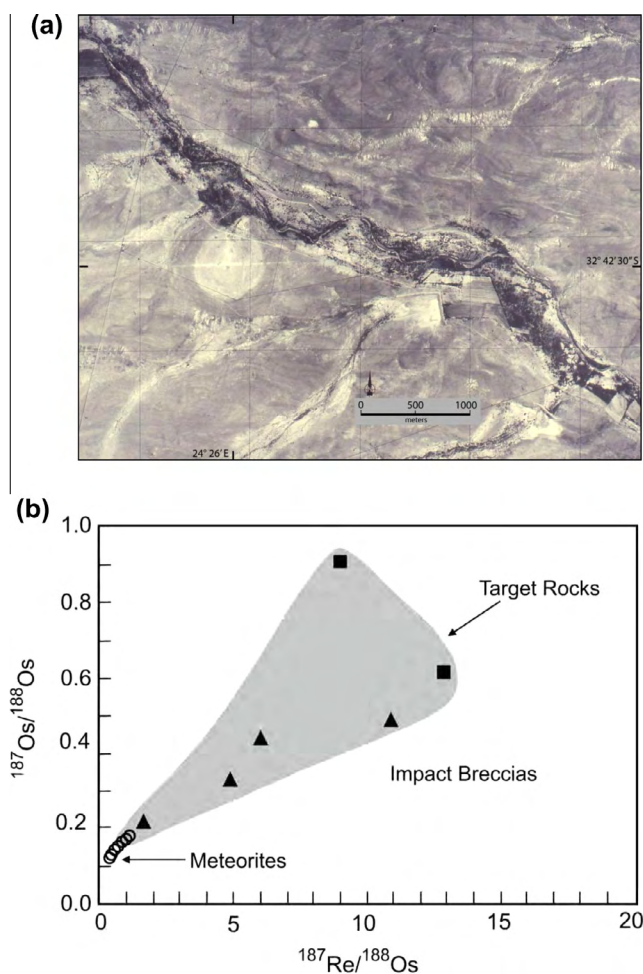 (a)
32° 42' 30"S
0 500 1000
meters
24° 26'E
(b)
1.0
0.8
Target Rocks
0.6
187Os/188Os
0.4
Impact Breccias
0.2
Meteorites
0.0
0 5 10 15 20
187Re/188Os